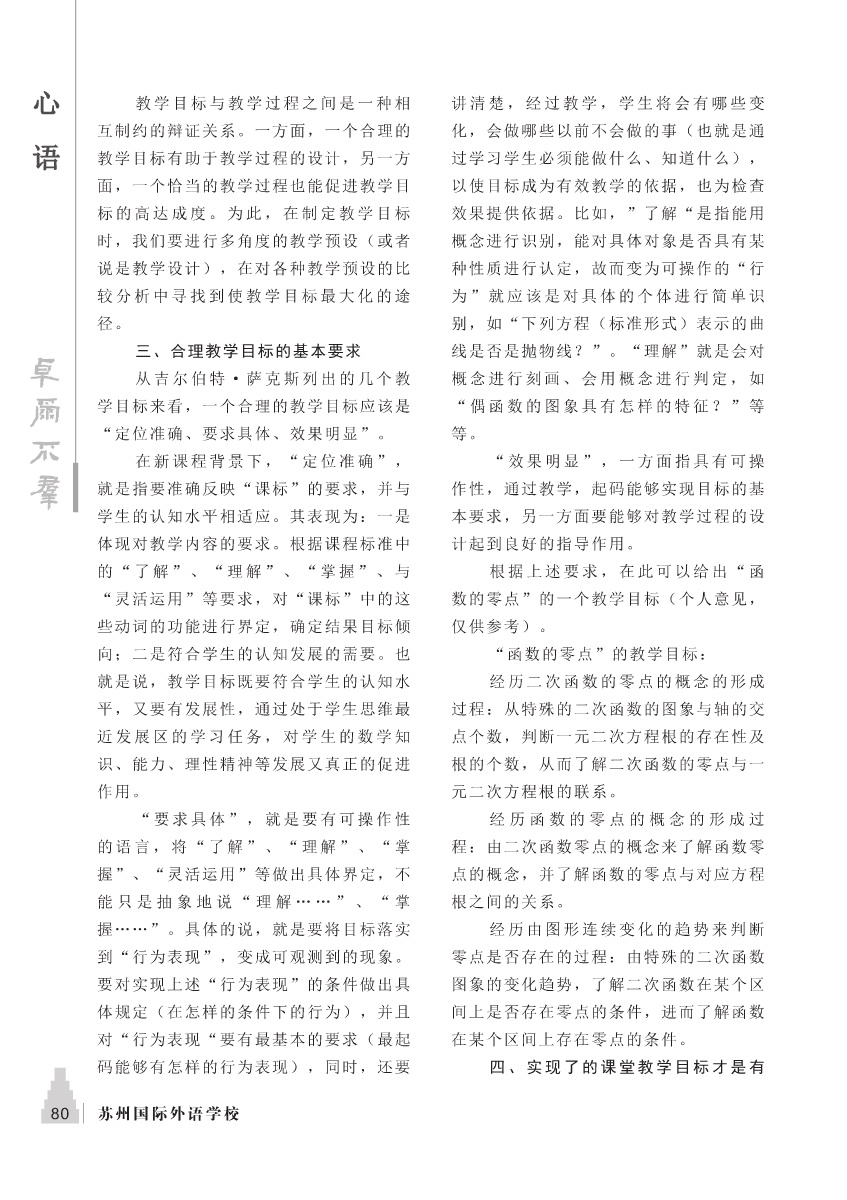 心
语
卓尔不群
教学目标与教学过程之间是一种相
互制约的辩证关系。一方面，一个合理的
教学目标有助于教学过程的设计，另一方
面，一个恰当的教学过程也能促进教学目
标的高达成度。为此，在制定教学目标
时，我们要进行多角度的教学预设（或者
说是教学设计），在对各种教学预设的比
较分析中寻找到使教学目标最大化的途
径。
三、合理教学目标的基本要求
从吉尔伯特·萨克斯列出的几个教
学目标来看，一个合理的教学目标应该是
“定位准确、要求具体、效果明显”。
在新课程背景下，“定位准确”，
就是指要准确反映“课标”的要求，并与
学生的认知水平相适应。其表现为：一是
体现对教学内容的要求。根据课程标准中
的“了解”、“理解”、“掌握”、与
“灵活运用”等要求，对“课标”中的这
些动词的功能进行界定，确定结果目标倾
向；二是符合学生的认知发展的需要。也
就是说，教学目标既要符合学生的认知水
平，又要有发展性，通过处于学生思维最
近发展区的学习任务，对学生的数学知
识、能力、理性精神等发展又真正的促进
作用。
“要求具体”，就是要有可操作性
的语言，将“了解”、“理解”、“掌
握”、“灵活运用”等做出具体界定，不
能只是抽象地说“理解……”、“掌
握……”。具体的说，就是要将目标落实
到“行为表现”，变成可观测到的现象。
要对实现上述“行为表现”的条件做出具
体规定（在怎样的条件下的行为），并且
对“行为表现“要有最基本的要求（最起
码能够有怎样的行为表现），同时，还要
讲清楚，经过教学，学生将会有哪些变
化，会做哪些以前不会做的事（也就是通
过学习学生必须能做什么、知道什么），
以使目标成为有效教学的依据，也为检查
效果提供依据。比如，”了解“是指能用
概念进行识别，能对具体对象是否具有某
种性质进行认定，故而变为可操作的“行
为”就应该是对具体的个体进行简单识
别，如“下列方程（标准形式）表示的曲
线是否是抛物线？”。“理解”就是会对
概念进行刻画、会用概念进行判定，如
“偶函数的图象具有怎样的特征？”等
等。
“效果明显”，一方面指具有可操
作性，通过教学，起码能够实现目标的基
本要求，另一方面要能够对教学过程的设
计起到良好的指导作用。
根据上述要求，在此可以给出“函
数的零点”的一个教学目标（个人意见，
仅供参考）。
“函数的零点”的教学目标：
经历二次函数的零点的概念的形成
过程：从特殊的二次函数的图象与轴的交
点个数，判断一元二次方程根的存在性及
根的个数，从而了解二次函数的零点与一
元二次方程根的联系。
经历函数的零点的概念的形成过
程：由二次函数零点的概念来了解函数零
点的概念，并了解函数的零点与对应方程
根之间的关系。
经历由图形连续变化的趋势来判断
零点是否存在的过程：由特殊的二次函数
图象的变化趋势，了解二次函数在某个区
间上是否存在零点的条件，进而了解函数
在某个区间上存在零点的条件。
四、实现了的课堂教学目标才是有
80 苏州国际外语学校